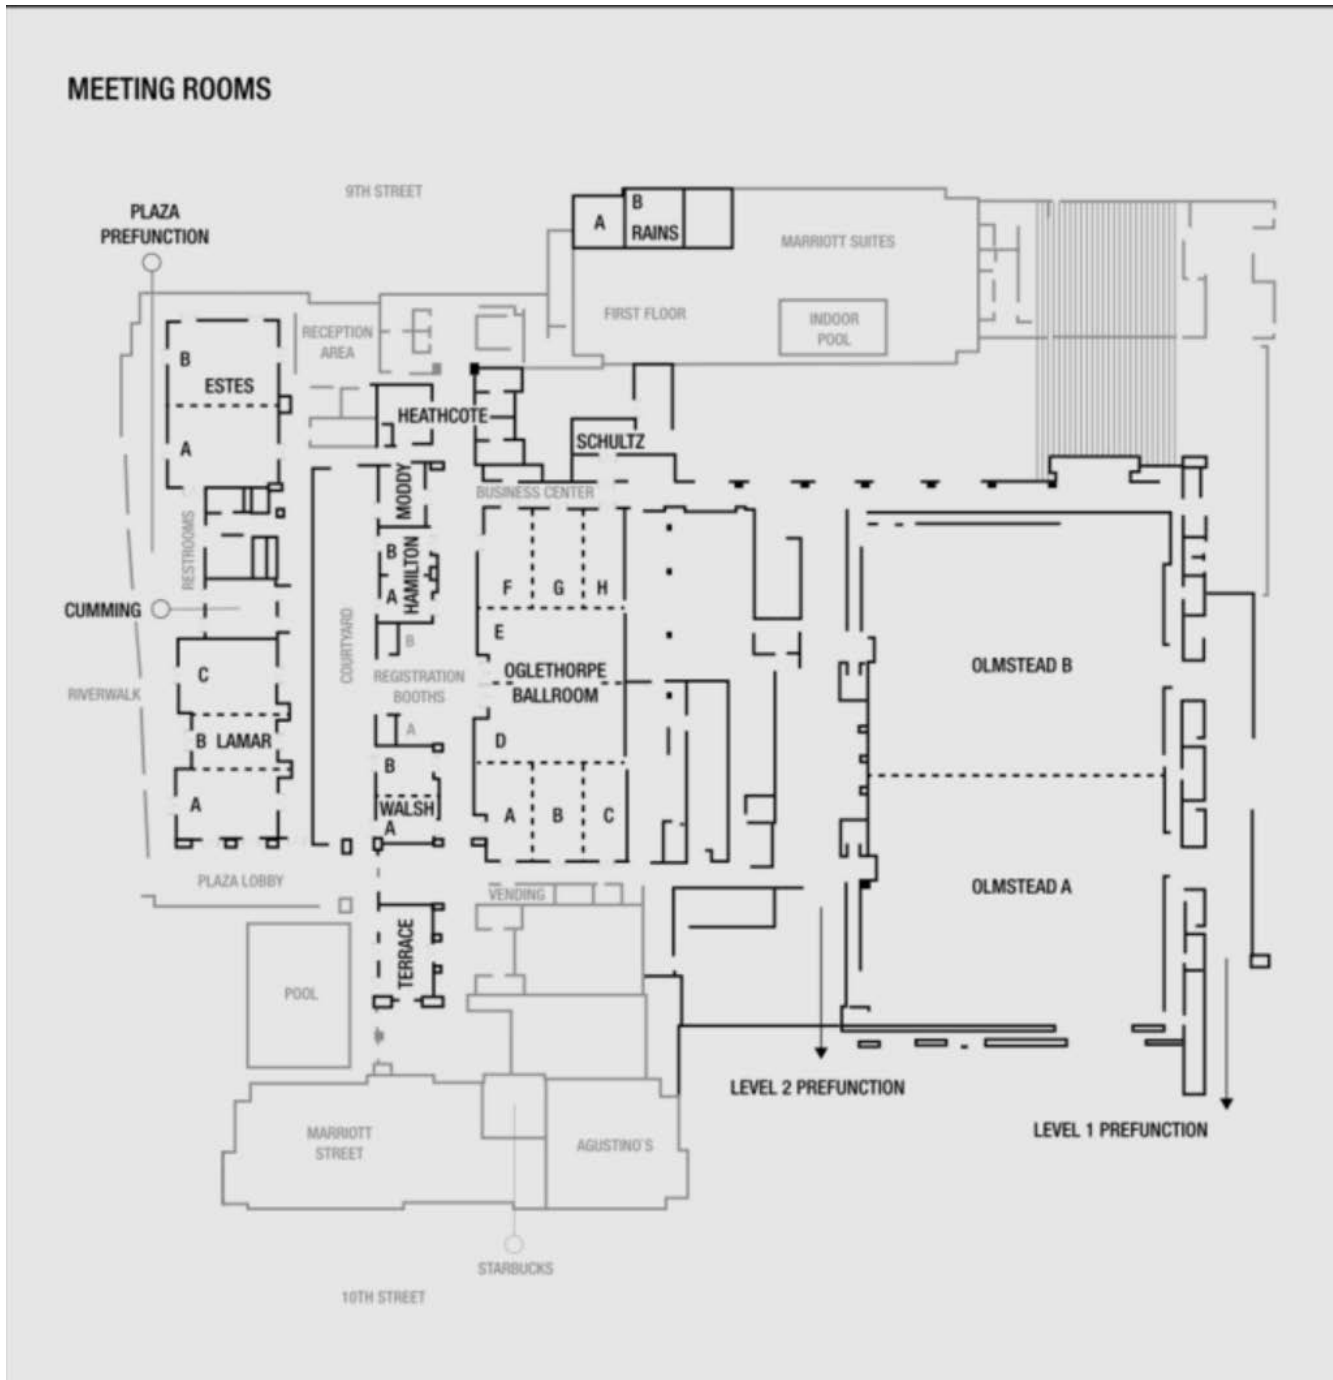 MEETING ROOMS
9TH STREET
PLAZA
PREFUNCTION
B
A
RAINS
MARRIOTT SUITES
FIRST FLOOR
INDOOR
POOL
RECEPTION
AREA
B
ESTES
A
HEATHCOTE
SCHULTZ
MOODY
BUSINESS CENTER
RESTROOMS
B
A
HAMILTON
F
G
H
CUMMING
COURTYARD
B
E
OGLETHORPE
BALLROOM
OLMSTEAD B
C
REGISTRATION
BOOTHS
RIVERWALK
A
B
LAMAR
D
B
WALSH
A
A
A
B
C
PLAZA LOBBY
VENDING
OLMSTEAD A
TERRACE
POOL
LEVEL 2 PREFUNCTION
LEVEL 1 PREFUNCTION
MARRIOTT
STREET
AGUSTINO'S
STARBUCKS
10TH STREET